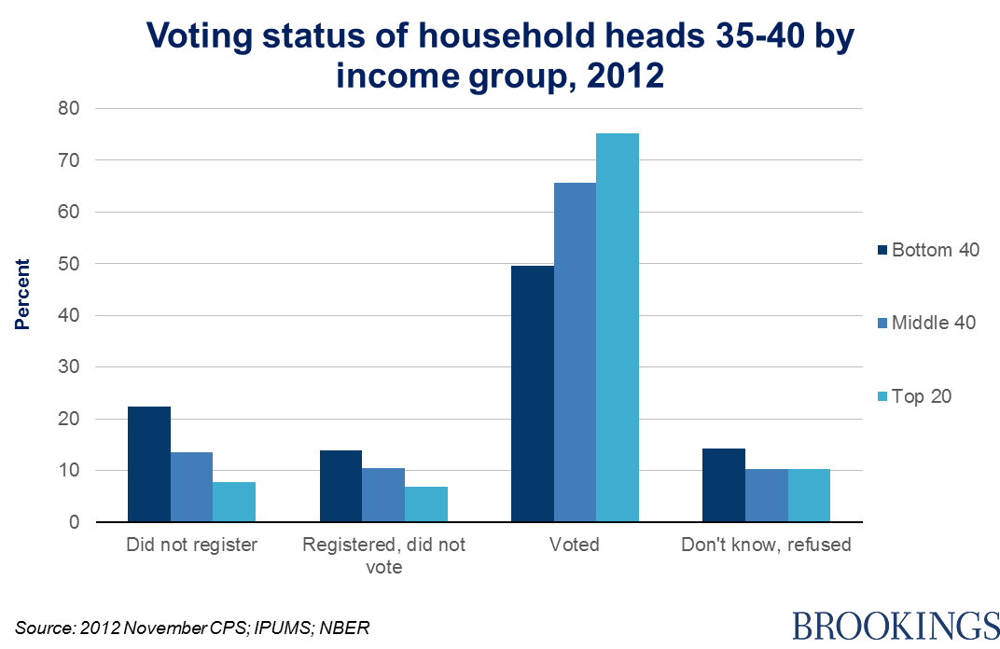 Voting status of household heads 35-40 by
income group, 2012
80
70
60
50
40
30
20
10
0
Percent
Did not register
Registered, did not
vote
Voted
Don't know, refused
Bottom 40
Middle 40
Top 20
Source: 2012 November CPS; IPUMS; NBER
BROOKINGS